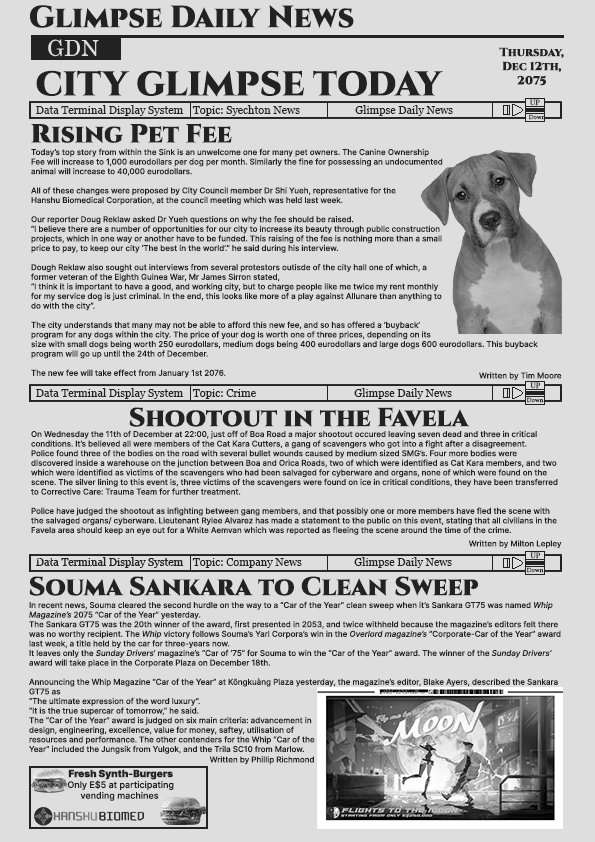 Glimpse Daily News
GDN
City Glimpse Today
Thursday,
Dec 12th,
2075
Data Terminal Display System Topic: Syechton News Glimpse Daily News UP Down
Rising Pet Fee
Today's top story from within the Sink is an unwelcome one for many pet owners. The Canine Ownership
Fee will increase to 1,000 eurodollars per dog per month. Similarly the fine for possessing an undocumented
animal will increase to 40,000 eurodollars.
All of these changes were proposed by City Council member Dr Shi Yueh, representative for the
Hanshu Biomedical Corporation, at the council meeting which was held last week.
Our reporter Doug Reklaw asked Dr Yueh questions on why the fee should be raised.
"I believe there are a number of opportunities for our city to increase its beauty through public construction
projects, which in one way or another have to be funded. This raising of the fee is nothing more than a small
price to pay, to keep our city 'The best in the world'." he said during his interview.
Dough Reklaw also sought out interviews from several protestors outisde of the city hall one of which, a
former veteran of the Eighth Guinea War, Mr James Sirron stated,
"I think it is important to have a good, and working city, but to charge people like me twice my rent monthly
for my service dog is just criminal. In the end, this looks like more of a play against Allunare than anything to
do with the city".
The city understands that many may not be able to afford this new fee, and so has offered a 'buyback'
program for any dogs within the city. The price of your dog is worth one of three prices, depending on its
size with small dogs being worth 250 eurodollars, medium dogs being 400 eurodollars and large dogs 600 eurodollars. This buyback
program will go up until the 24th of December.
The new fee will take effect from January 1st 2076.
Written by Tim Moore
Data Terminal Display System Topic: Crime Glimpse Daily News UP Down
Shootout in the Favela
On Wednesday the 11th of December at 22:00, just off of Boa Road a major shootout occured leaving seven dead and three in critical
conditions. It's believed all were members of the Cat Kara Cutters, a gang of scavengers who got into a fight after a disagreement.
Police found three of the bodies on the road with several bullet wounds caused by medium sized SMG's. Four more bodies were
discovered inside a warehouse on the junction between Boa and Orica Roads, two of which were identified as Cat Kara members, and two
which were identified as victims of the scavengers who had been salvaged for cyberware and organs, none of which were found on the
scene. The silver lining to this event is, three victims of the scavengers were found on ice in critical conditions, they have been transferred
to Corrective Care: Trauma Team for further treatment.
Police have judged the shootout as infighting between gang members, and that possibly one or more members have fled the scene with
the salvaged organs/ cyberware. Lieutenant Rylee Alvarez has made a statement to the public on this event, stating that all civilians in the
Favela area should keep an eye out for a White Aemvan which was reported as fleeing the scene around the time of the crime.
Written by Milton Lepley
Data Terminal Display System Topic: Company News Glimpse Daily News UP Down
Souma Sankara to Clean Sweep
In recent news, Souma cleared the second hurdle on the way to a "Car of the Year" clean sweep when it's Sankara GT75 was named Whip
Magazine's 2075 "Car of the Year" yesterday.
The Sankara GT75 was the 20th winner of the award, first presented in 2053, and twice withheld because the magazine's editors felt there
was no worthy recipient. The Whip victory follows Souma's Yari Corpora's win in the Overlord magazine's "Corporate-Car of the Year" award
last week, a title held by the car for three-years now.
It leaves only the Sunday Drivers' magazine's "Car of '75" for Souma to win the "Car of the Year" award. The winner of the Sunday Drivers'
award will take place in the Corporate Plaza on December 18th.
Announcing the Whip Magazine "Car of the Year" at Kōngkuàng Plaza yesterday, the magazine's editor, Blake Ayers, described the Sankara
GT75 as
"The ultimate expression of the word luxury".
"It is the true supercar of tomorrow," he said.
The "Car of the Year" award is judged on six main criteria: advancement in
design, engineering, excellence, value for money, saftey, utilisation of
resources and performance. The other contenders for the Whip "Car of the
Year" included the Jungsik from Yulgok, and the Trila SC10 from Marlow.
Written by Phillip Richmond
Fresh Synth-Burgers
Only E$5 at participating
vending machines
HANSHU BIOMED
Fly me to the
MOON
FLIGHTS TO THE MOON
STARTING FROM ONLY E$250,000